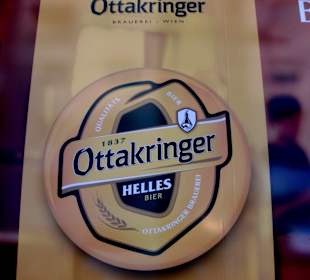 Ottakringer
BRAUEREI · WIEN
QUALITÄTS BIER
1837
Ottakringer
HELLES
BIER
OTTAKRINGER BRAUEREI